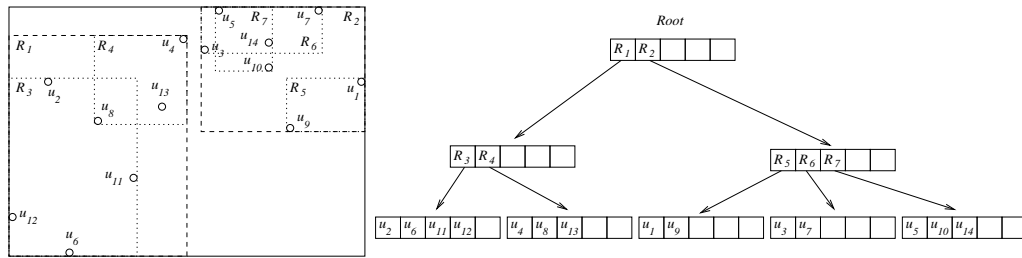 u5 R7 u7 R2
Root
R1 R4 u4 u3 u14 R6
R1 R2
R3 u2 u13 u10 R5 u1
u8 u9
R3 R4
R5 R6 R7
u11
u12
u2 u6 u11 u12
u4 u8 u13
u1 u9
u3 u7
u5 u10 u14
u6